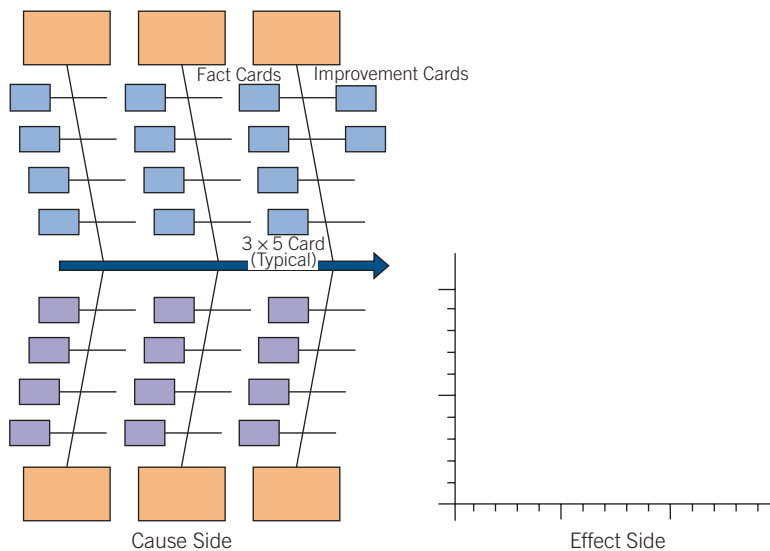 Fact Cards
Improvement Cards
3 × 5 Card
(Typical)
Cause Side
Effect Side